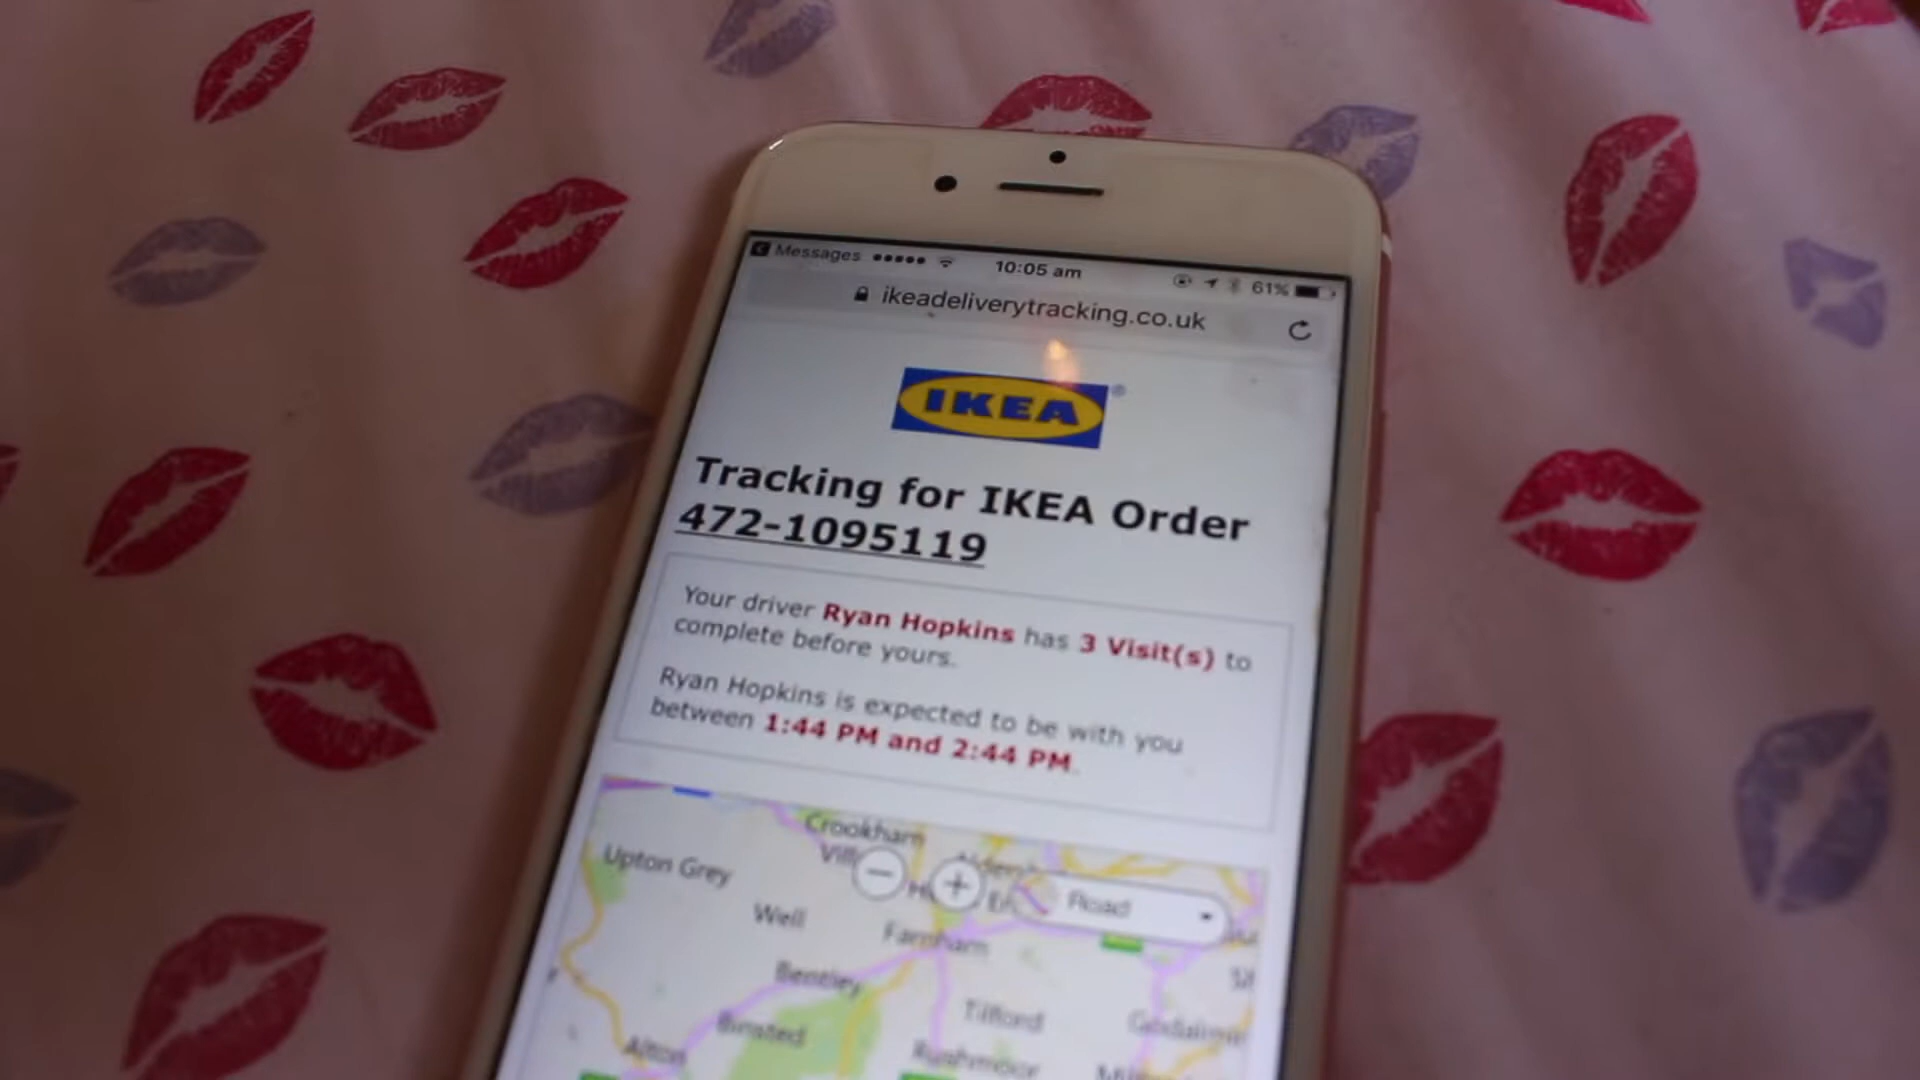 Messages 10:05 am 61%
ikeadeliverytracking.co.uk
IKEA ®
Tracking for IKEA Order
472-1095119
Your driver Ryan Hopkins has 3 Visit(s) to
complete before yours.
Ryan Hopkins is expected to be with you
between 1:44 PM and 2:44 PM.
Crookham
Upton Grey
Road
Well
Farnham
Bentley
Tilford
Binsted
Alton
Rushmoor